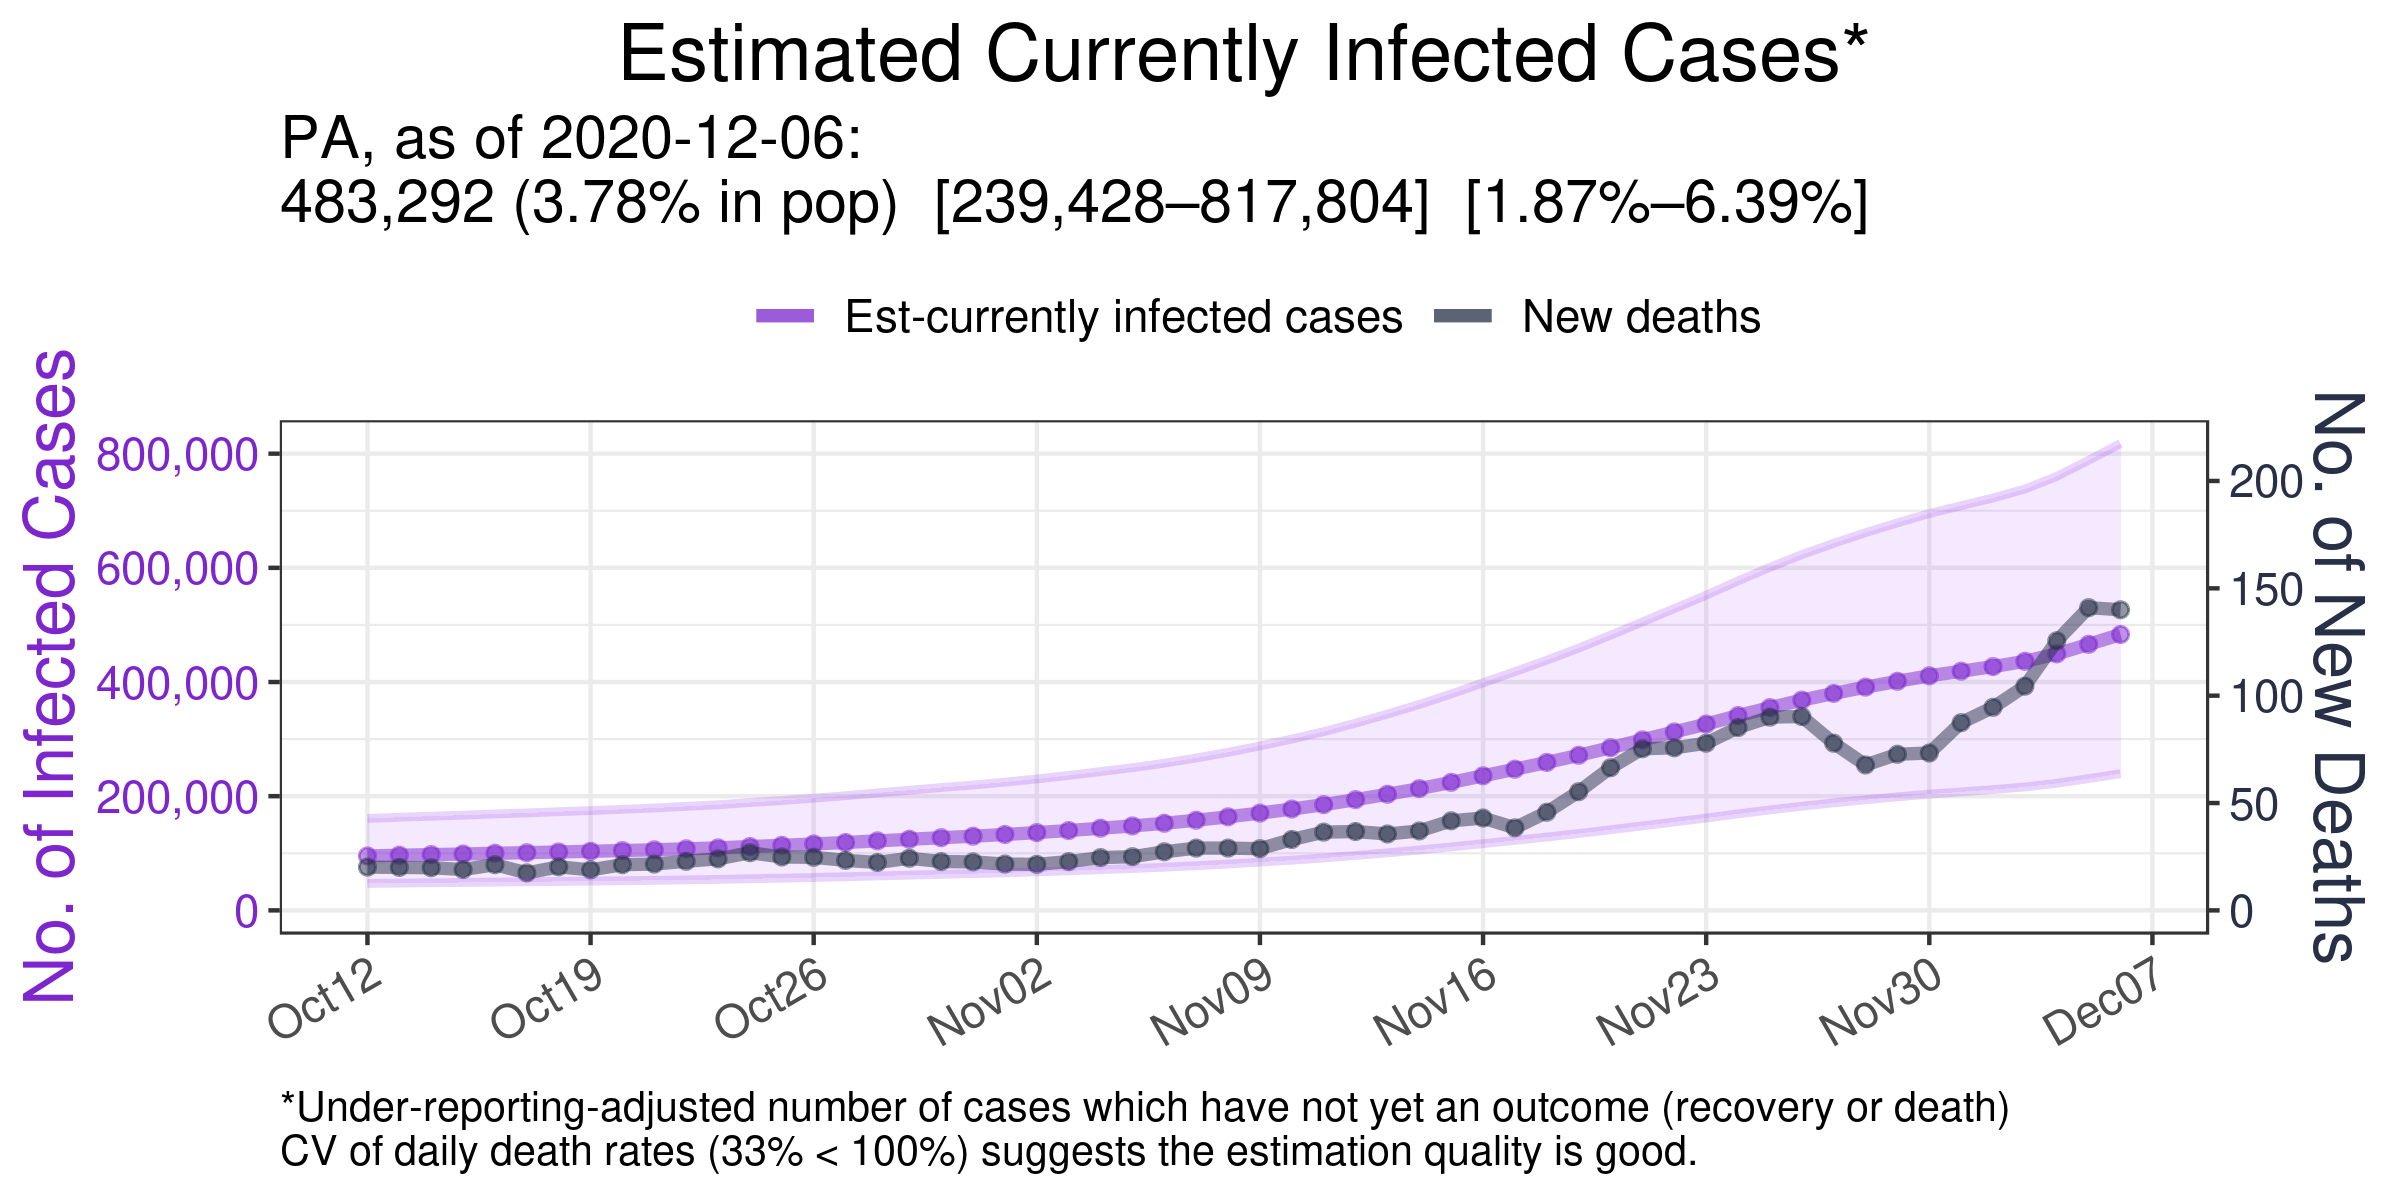 Estimated Currently Infected Cases*
PA, as of 2020-12-06:
483,292 (3.78% in pop) [239,428–817,804] [1.87%–6.39%]
Est-currently infected cases
New deaths
No. of Infected Cases
800,000
600,000
400,000
200,000
0
No. of New Deaths
200
150
100
50
0
Oct12
Oct19
Oct26
Nov02
Nov09
Nov16
Nov23
Nov30
Dec07
*Under-reporting-adjusted number of cases which have not yet an outcome (recovery or death)
CV of daily death rates (33% < 100%) suggests the estimation quality is good.